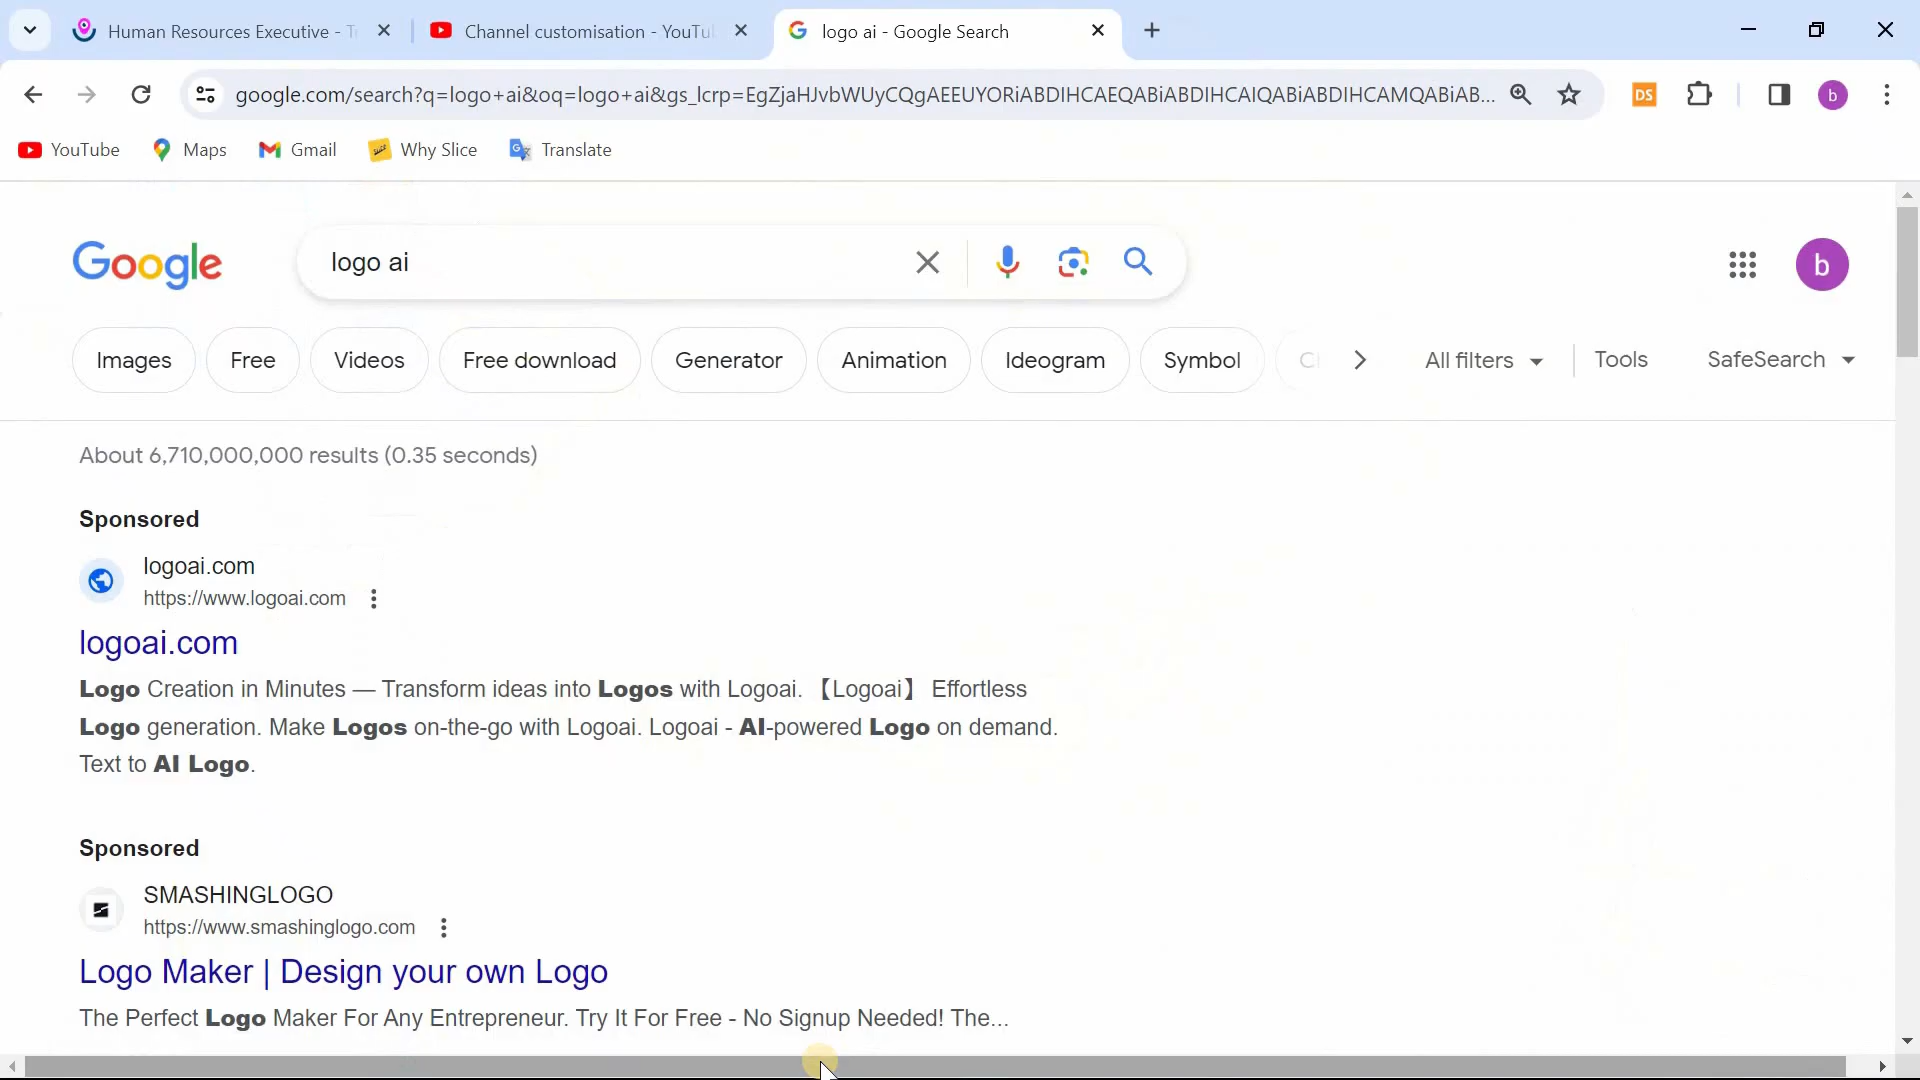 Human Resources Executive - T
Channel customisation - YouTu
logo ai - Google Search
google.com/search?q=logo+ai&oq=logo+ai&gs_lcrp=EgZjaHJvbWUyCQgAEEUYORiABDIHCAEQABiABDIHCAIQABiABDIHCAMQABiAB...
DS
b
YouTube
Maps
Gmail
Why Slice
Translate
Google
logo ai
b
Images
Free
Videos
Free download
Generator
Animation
Ideogram
Symbol
All filters
Tools
SafeSearch
About 6,710,000,000 results (0.35 seconds)
Sponsored
logoai.com
https://www.logoai.com
logoai.com
Logo Creation in Minutes — Transform ideas into Logos with Logoai. 【Logoai】 Effortless
Logo generation. Make Logos on-the-go with Logoai. Logoai - AI-powered Logo on demand.
Text to AI Logo.
Sponsored
SMASHINGLOGO
https://www.smashinglogo.com
Logo Maker | Design your own Logo
The Perfect Logo Maker For Any Entrepreneur. Try It For Free - No Signup Needed! The...